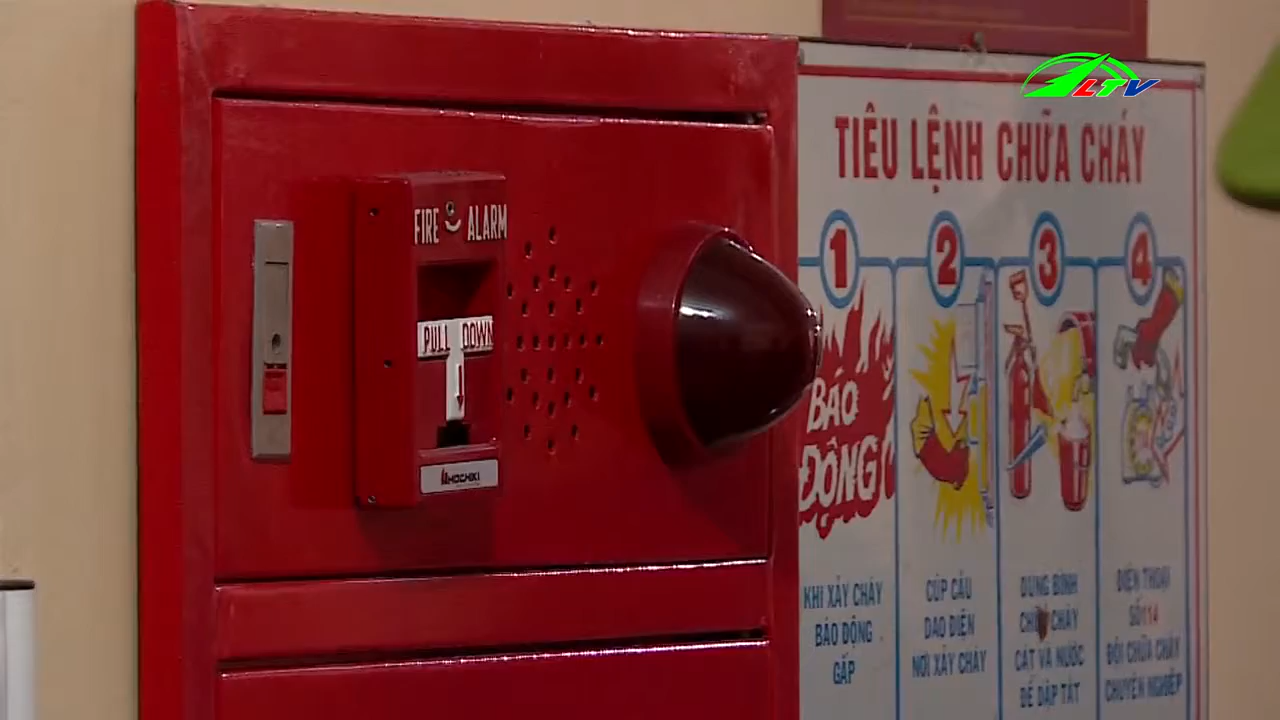 LTV
FIRE ALARM
PULL DOWN
HOCHIKI
TIÊU LỆNH CHỮA CHÁY
1
2
3
4
BÁO
ĐỘNG
KHI XẢY CHÁY
BÁO ĐỘNG
GẤP
CÚP CẦU
DAO ĐIỆN
NƠI XẢY CHÁY
DÙNG BÌNH
CHỮA CHÁY
CÁT VÀ NƯỚC
ĐỂ DẬP TẮT
ĐIỆN THOẠI
SỐ 114
ĐỘI CHỮA CHÁY
CHUYÊN NGHIỆP